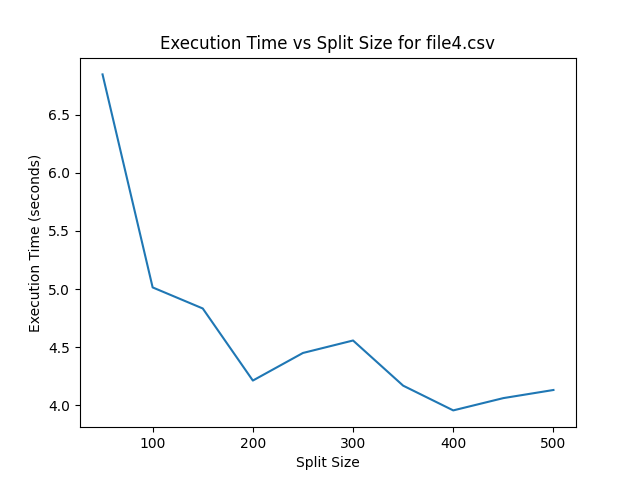 Execution Time vs Split Size for file4.csv
Execution Time (seconds)
6.5
6.0
5.5
5.0
4.5
4.0
100 200 300 400 500
Split Size